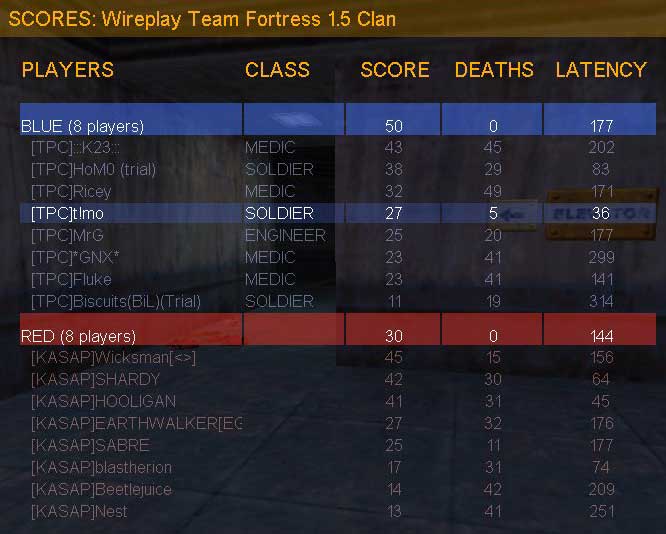 SCORES: Wireplay Team Fortress 1.5 Clan
PLAYERS CLASS SCORE DEATHS LATENCY
BLUE (8 players) 50 0 177
[TPC]:::K23::: MEDIC 43 45 202
[TPC]HoM0 (trial) SOLDIER 38 29 83
[TPC]Ricey MEDIC 32 49 171
[TPC]t!mo SOLDIER 27 5 36
[TPC]MrG ENGINEER 25 20 177
[TPC]*GNX* MEDIC 23 41 299
[TPC]Fluke MEDIC 23 41 141
[TPC]Biscuits(BiL)(Trial) SOLDIER 11 19 314
ELEVATOR
RED (8 players) 30 0 144
[KASAP]Wicksman[<>] 45 15 156
[KASAP]SHARDY 42 30 64
[KASAP]HOOLIGAN 41 31 45
[KASAP]EARTHWALKER[EG 27 32 176
[KASAP]SABRE 25 11 177
[KASAP]blastherion 17 31 74
[KASAP]Beetlejuice 14 42 209
[KASAP]Nest 13 41 251